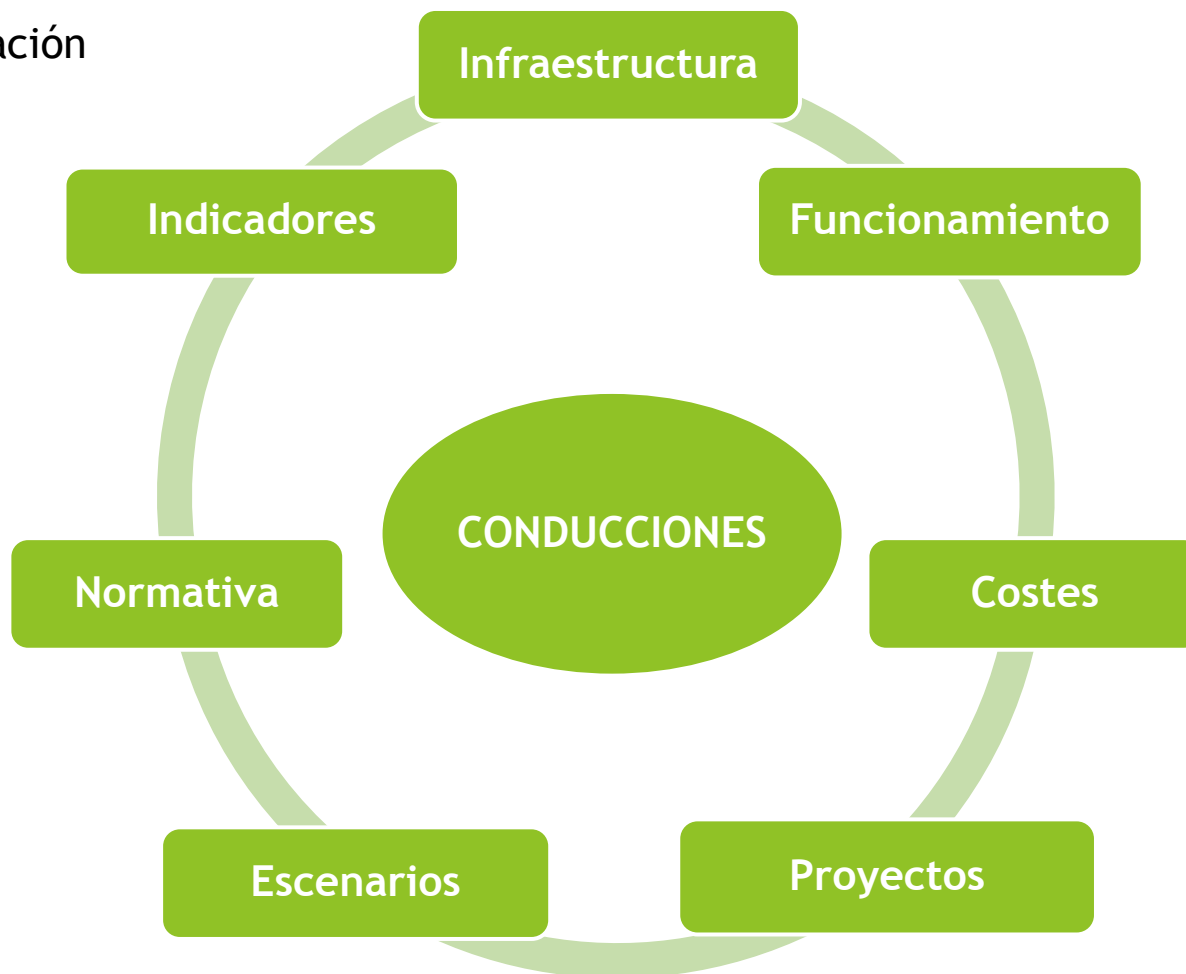 ación
Infraestructura
Indicadores
Funcionamiento
CONDUCCIONES
Normativa
Costes
Escenarios
Proyectos